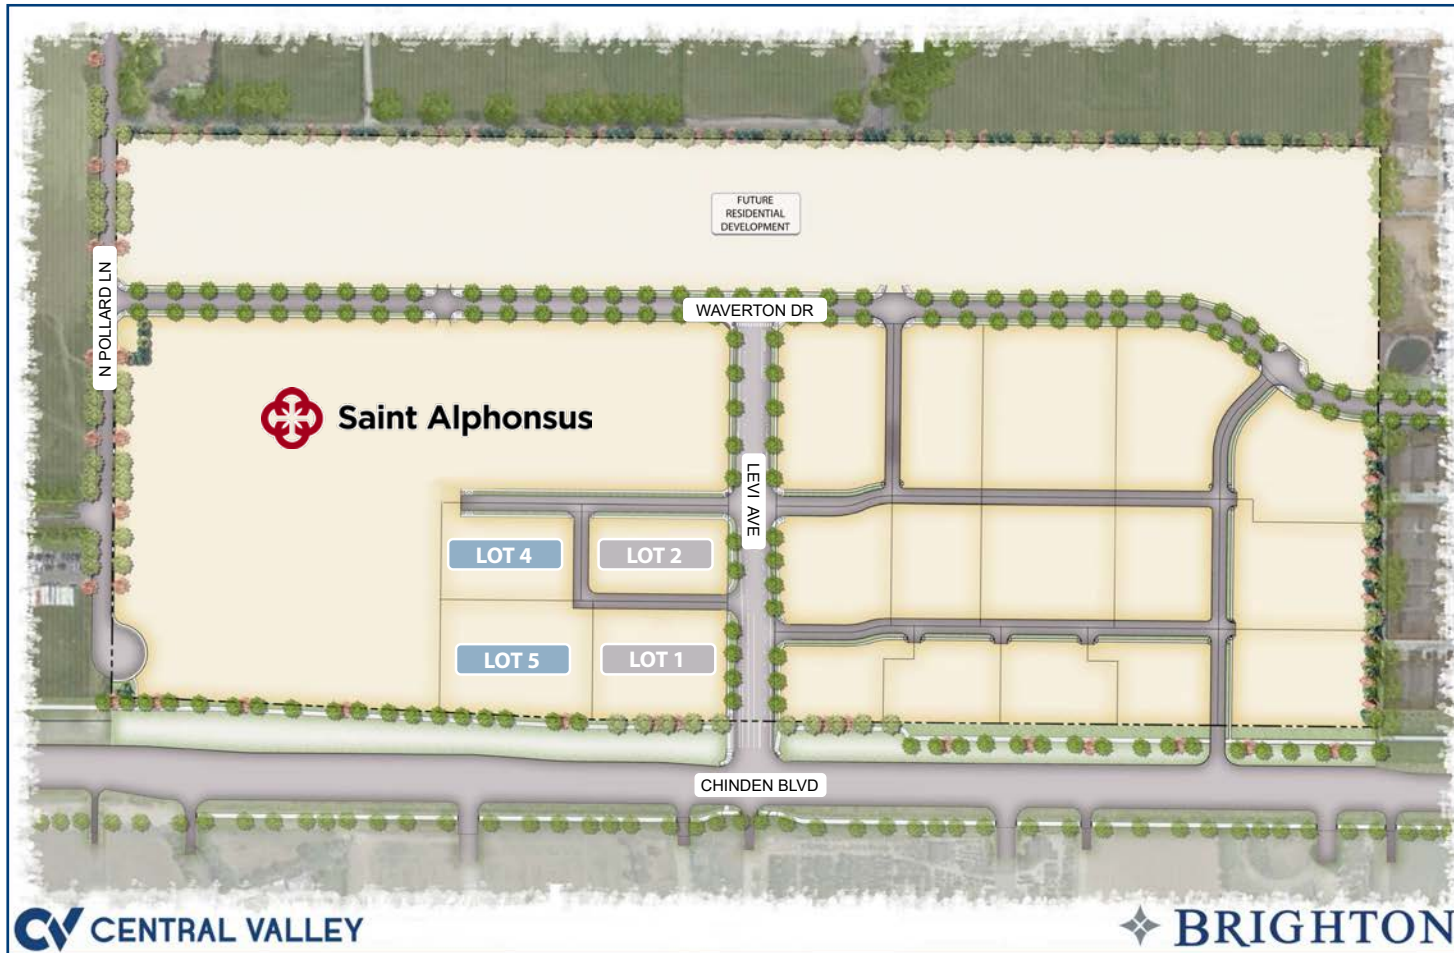 FUTURE
RESIDENTIAL
DEVELOPMENT
N POLLARD LN
WAVERTON DR
Saint Alphonsus
LEVI AVE
LOT 4
LOT 2
LOT 5
LOT 1
CHINDEN BLVD
CV CENTRAL VALLEY
BRIGHTON